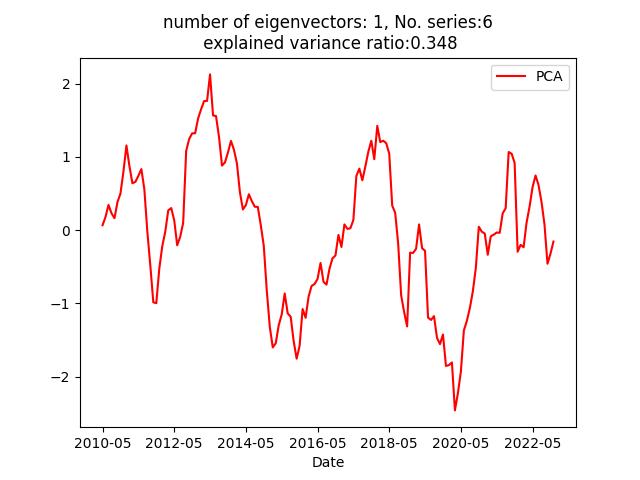 number of eigenvectors: 1, No. series:6
explained variance ratio:0.348
PCA
2
1
0
−1
−2
2010-05 2012-05 2014-05 2016-05 2018-05 2020-05 2022-05
Date